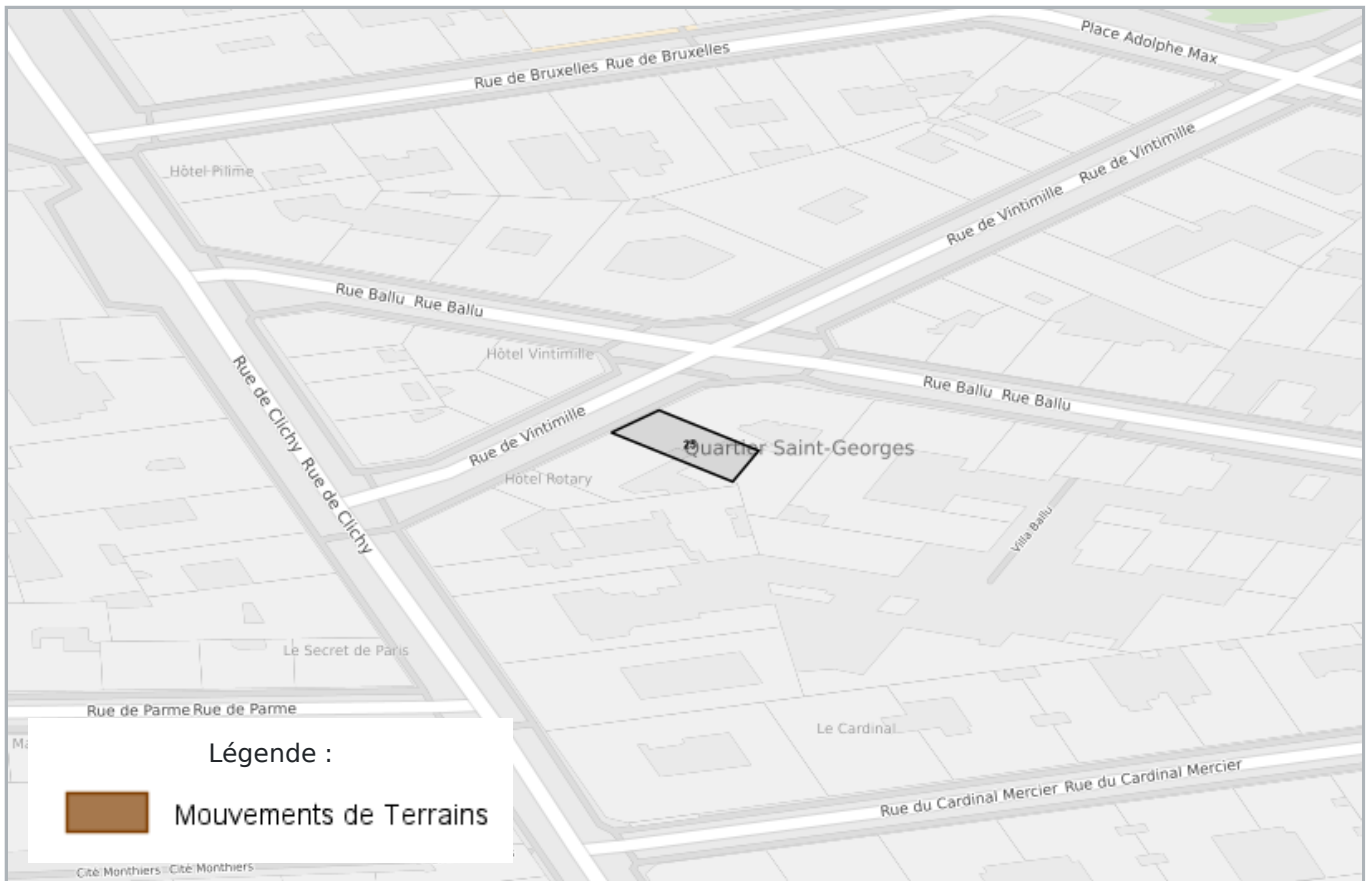 Place Adolphe Max
Rue de Bruxelles Rue de Bruxelles
Rue de Vintimille
Hôtel Pilime
Rue de Vintimille
Rue Ballu Rue Ballu
Hôtel Vintimille
Rue Ballu Rue Ballu
Rue de Clichy Rue de Clichy
Rue de Vintimille
Quartier Saint-Georges
Hôtel Rotary
Villa Ballu
Le Secret de Paris
Rue de Parme Rue de Parme
Le Cardinal
Légende :
Rue du Cardinal Mercier Rue du Cardinal Mercier
Mouvements de Terrains
Cité Monthiers Cité Monthiers